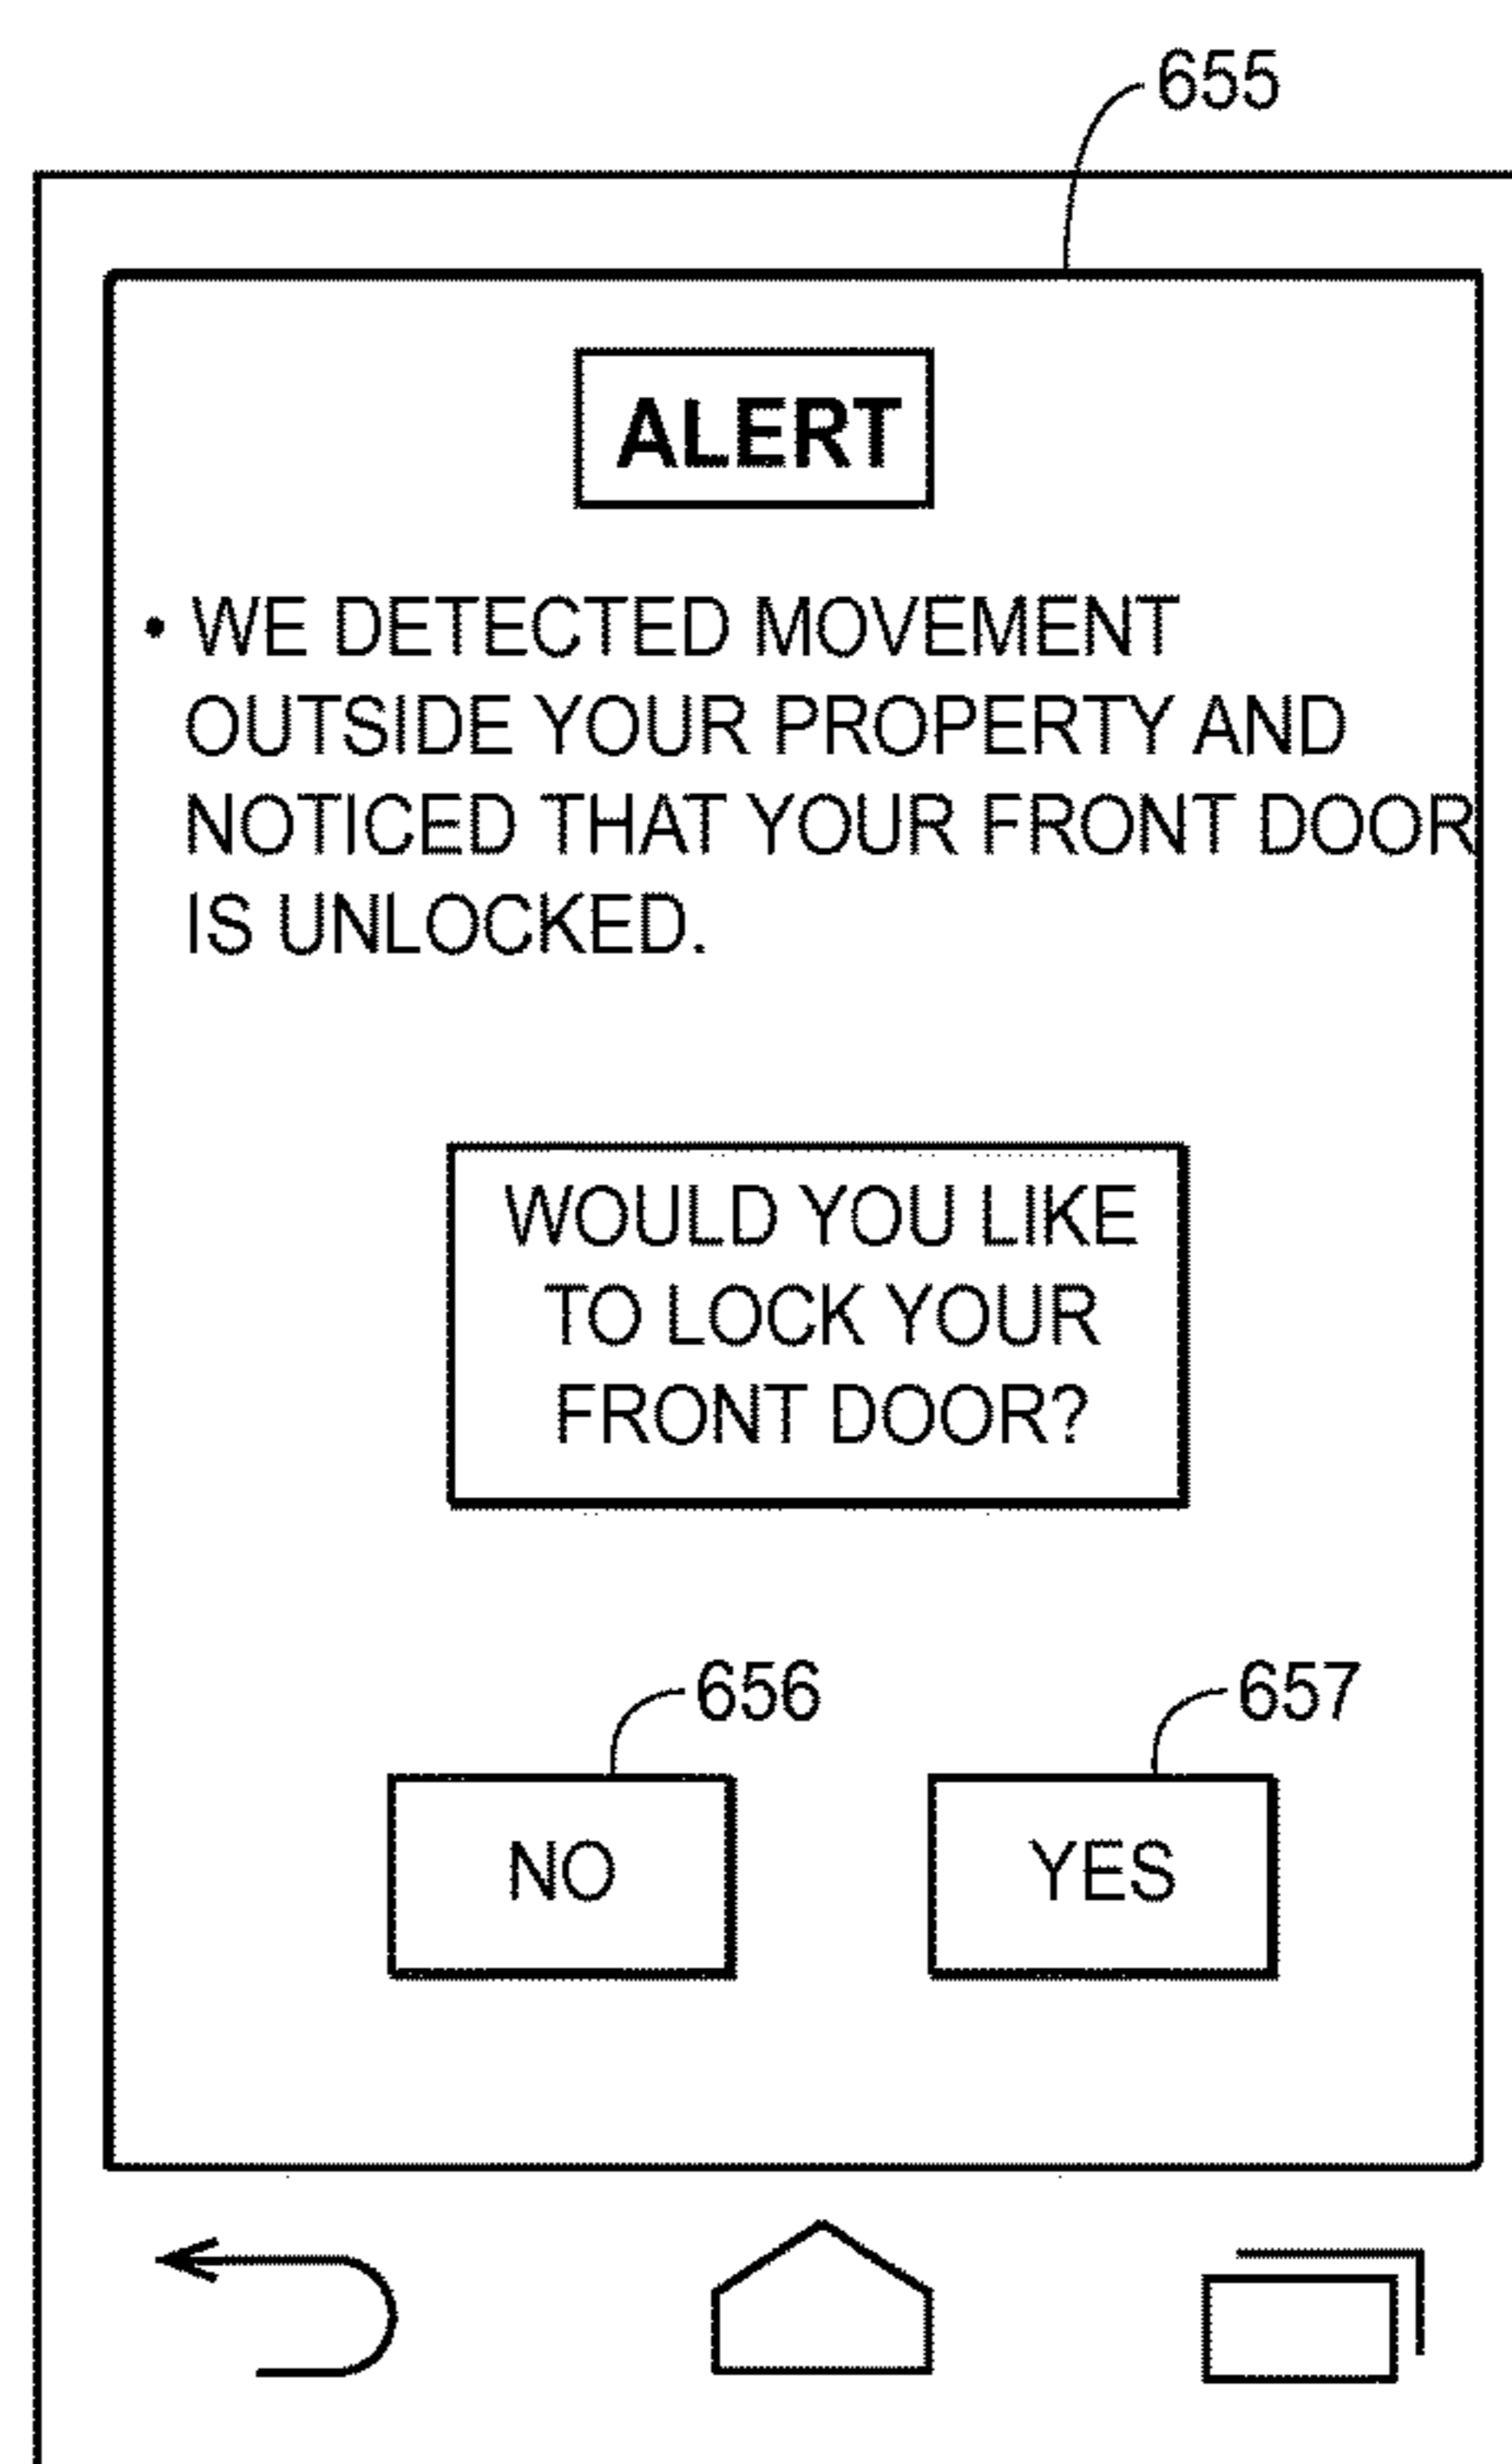 655
ALERT
• WE DETECTED MOVEMENT
OUTSIDE YOUR PROPERTY AND
NOTICED THAT YOUR FRONT DOOR
IS UNLOCKED.
WOULD YOU LIKE
TO LOCK YOUR
FRONT DOOR?
656 657
NO YES